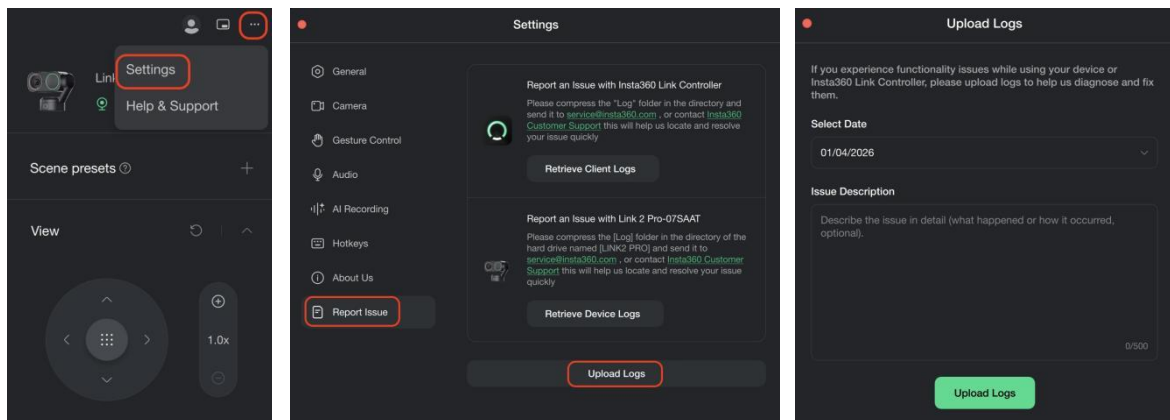 Settings
Link
Help & Support
Scene presets
View
1.0x
Settings
General
Camera
Gesture Control
Audio
AI Recording
Hotkeys
About Us
Report Issue
Report an Issue with Insta360 Link Controller
Please compress the "Log" folder in the directory and
send it to service@insta360.com , or contact Insta360
Customer Support this will help us locate and resolve
your issue quickly
Retrieve Client Logs
Report an Issue with Link 2 Pro-07SAAT
Please compress the [Log] folder in the directory of the
hard drive named [LINK2 PRO] and send it to
service@insta360.com , or contact Insta360 Customer
Support this will help us locate and resolve your issue
quickly
Retrieve Device Logs
Upload Logs
Upload Logs
If you experience functionality issues while using your device or
Insta360 Link Controller, please upload logs to help us diagnose and fix
them.
Select Date
01/04/2026
Issue Description
Describe the issue in detail (what happened or how it occurred,
optional).
0/500
Upload Logs